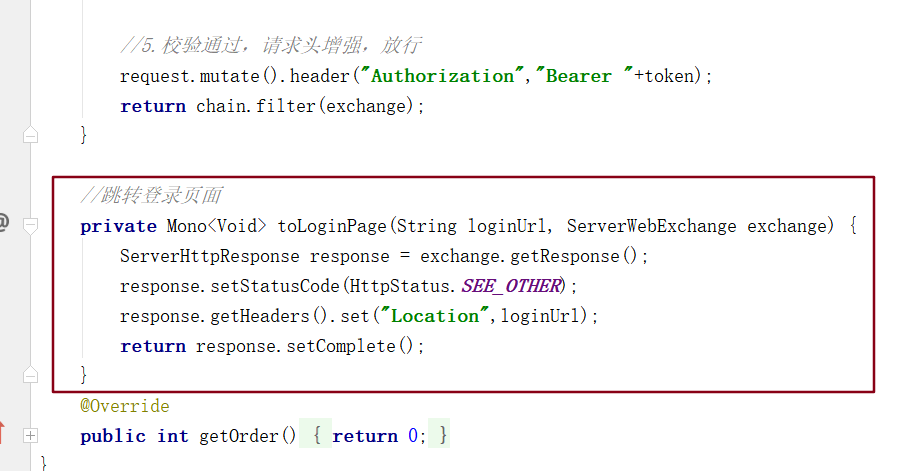 //5.校验通过，请求头增强，放行
request.mutate().header("Authorization","Bearer "+token);
return chain.filter(exchange);
}
//跳转登录页面
@
private Mono<Void> toLoginPage(String loginUrl, ServerWebExchange exchange) {
ServerHttpResponse response = exchange.getResponse();
response.setStatusCode(HttpStatus.SEE_OTHER);
response.getHeaders().set("Location",loginUrl);
return response.setComplete();
}
@Override
public int getOrder() { return 0; }
}